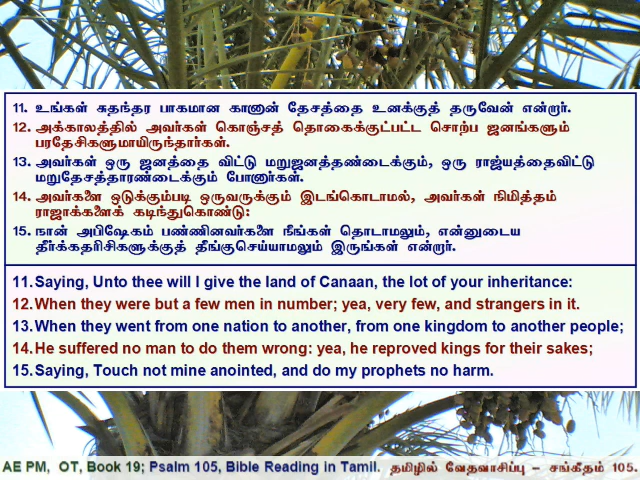 11. உங்கள் சுதந்தர பாகமான கானான் தேசத்தை உனக்குத் தருவேன் என்றார்.
12. அக்காலத்தில் அவர்கள் கொஞ்சத் தொகைக்குட்பட்ட சொற்ப ஜனங்களும்
பரதேசிகளுமாயிருந்தார்கள்.
13. அவர்கள் ஒரு ஜனத்தை விட்டு மறுஜனத்தண்டைக்கும், ஒரு ராஜ்யத்தைவிட்டு
மறுதேசத்தாரண்டைக்கும் போனார்கள்.
14. அவர்களை ஒடுக்கும்படி ஒருவருக்கும் இடங்கொடாமல், அவர்கள் நிமித்தம்
ராஜாக்களைக் கடிந்துகொண்டு:
15. நான் அபிஷேகம் பண்ணினவர்களை நீங்கள் தொடாமலும், என்னுடைய
தீர்க்கதரிசிகளுக்குத் தீங்குசெய்யாமலும் இருங்கள் என்றார்.
11. Saying, Unto thee will I give the land of Canaan, the lot of your inheritance:
12. When they were but a few men in number; yea, very few, and strangers in it.
13. When they went from one nation to another, from one kingdom to another people;
14. He suffered no man to do them wrong: yea, he reproved kings for their sakes;
15. Saying, Touch not mine anointed, and do my prophets no harm.
AE PM, OT, Book 19; Psalm 105, Bible Reading in Tamil. தமிழில் வேதவாசிப்பு – சங்கீதம் 105.